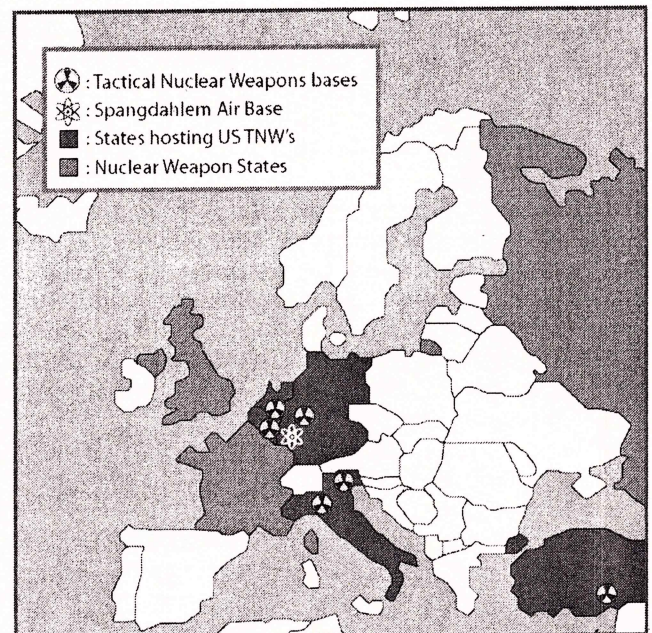 : Tactical Nuclear Weapons bases
: Spangdahlem Air Base
: States hosting US TNW's
: Nuclear Weapon States